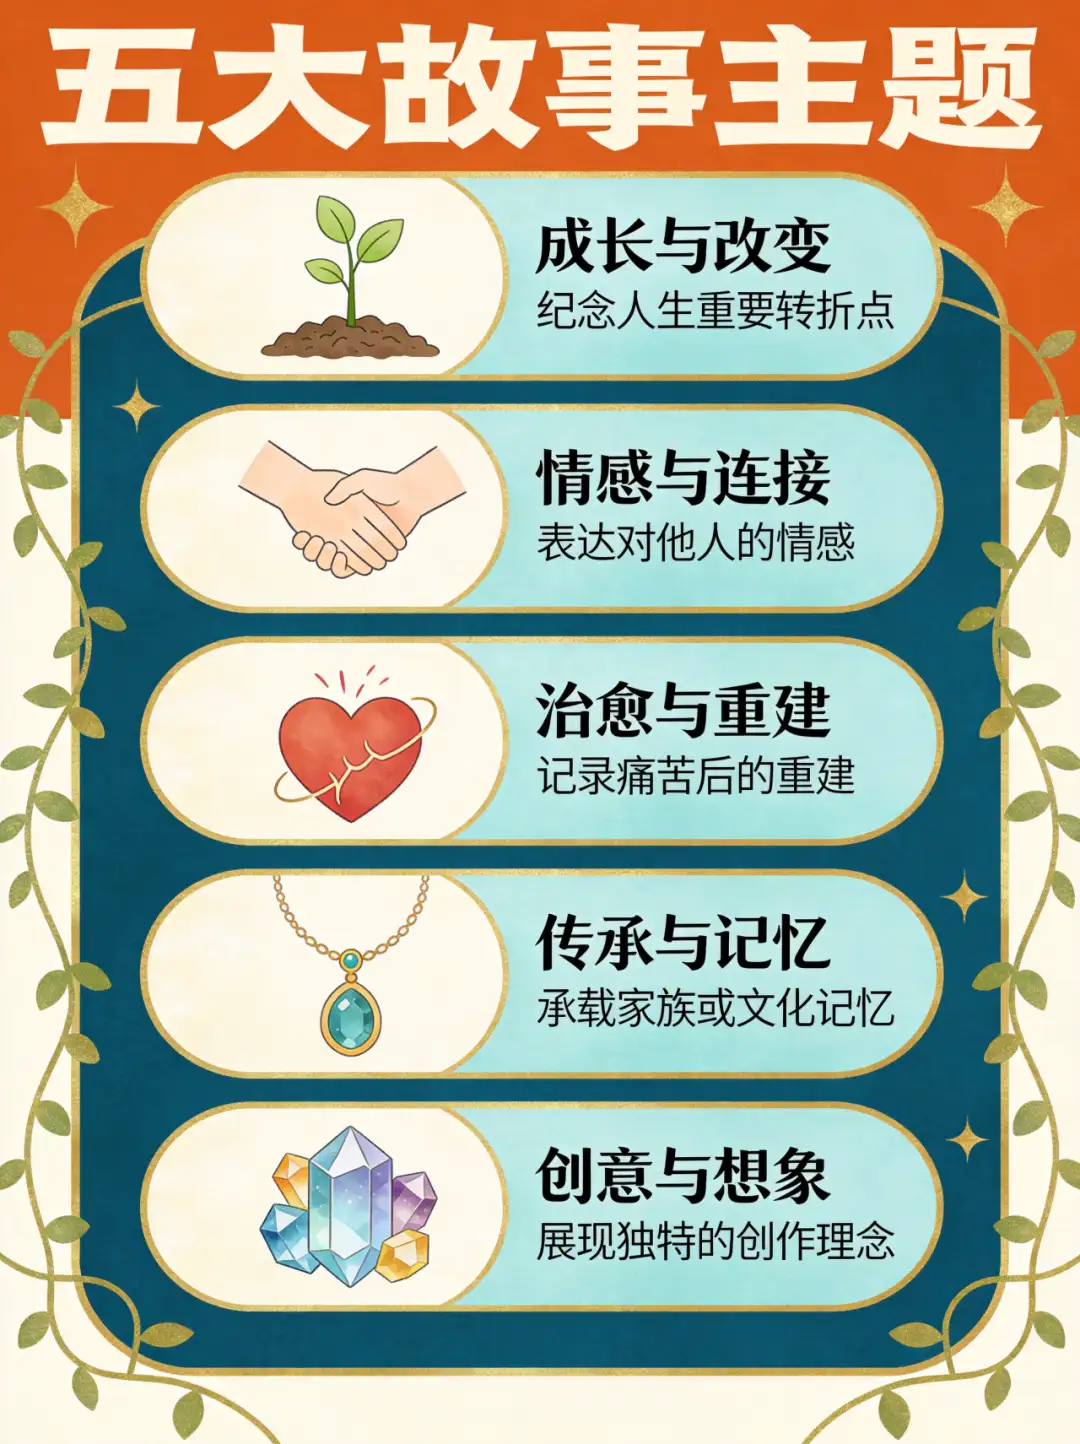 五大故事主题
成长与改变
纪念人生重要转折点
情感与连接
表达对他人的情感
治愈与重建
记录痛苦后的重建
传承与记忆
承载家族或文化记忆
创意与想象
展现独特的创作理念